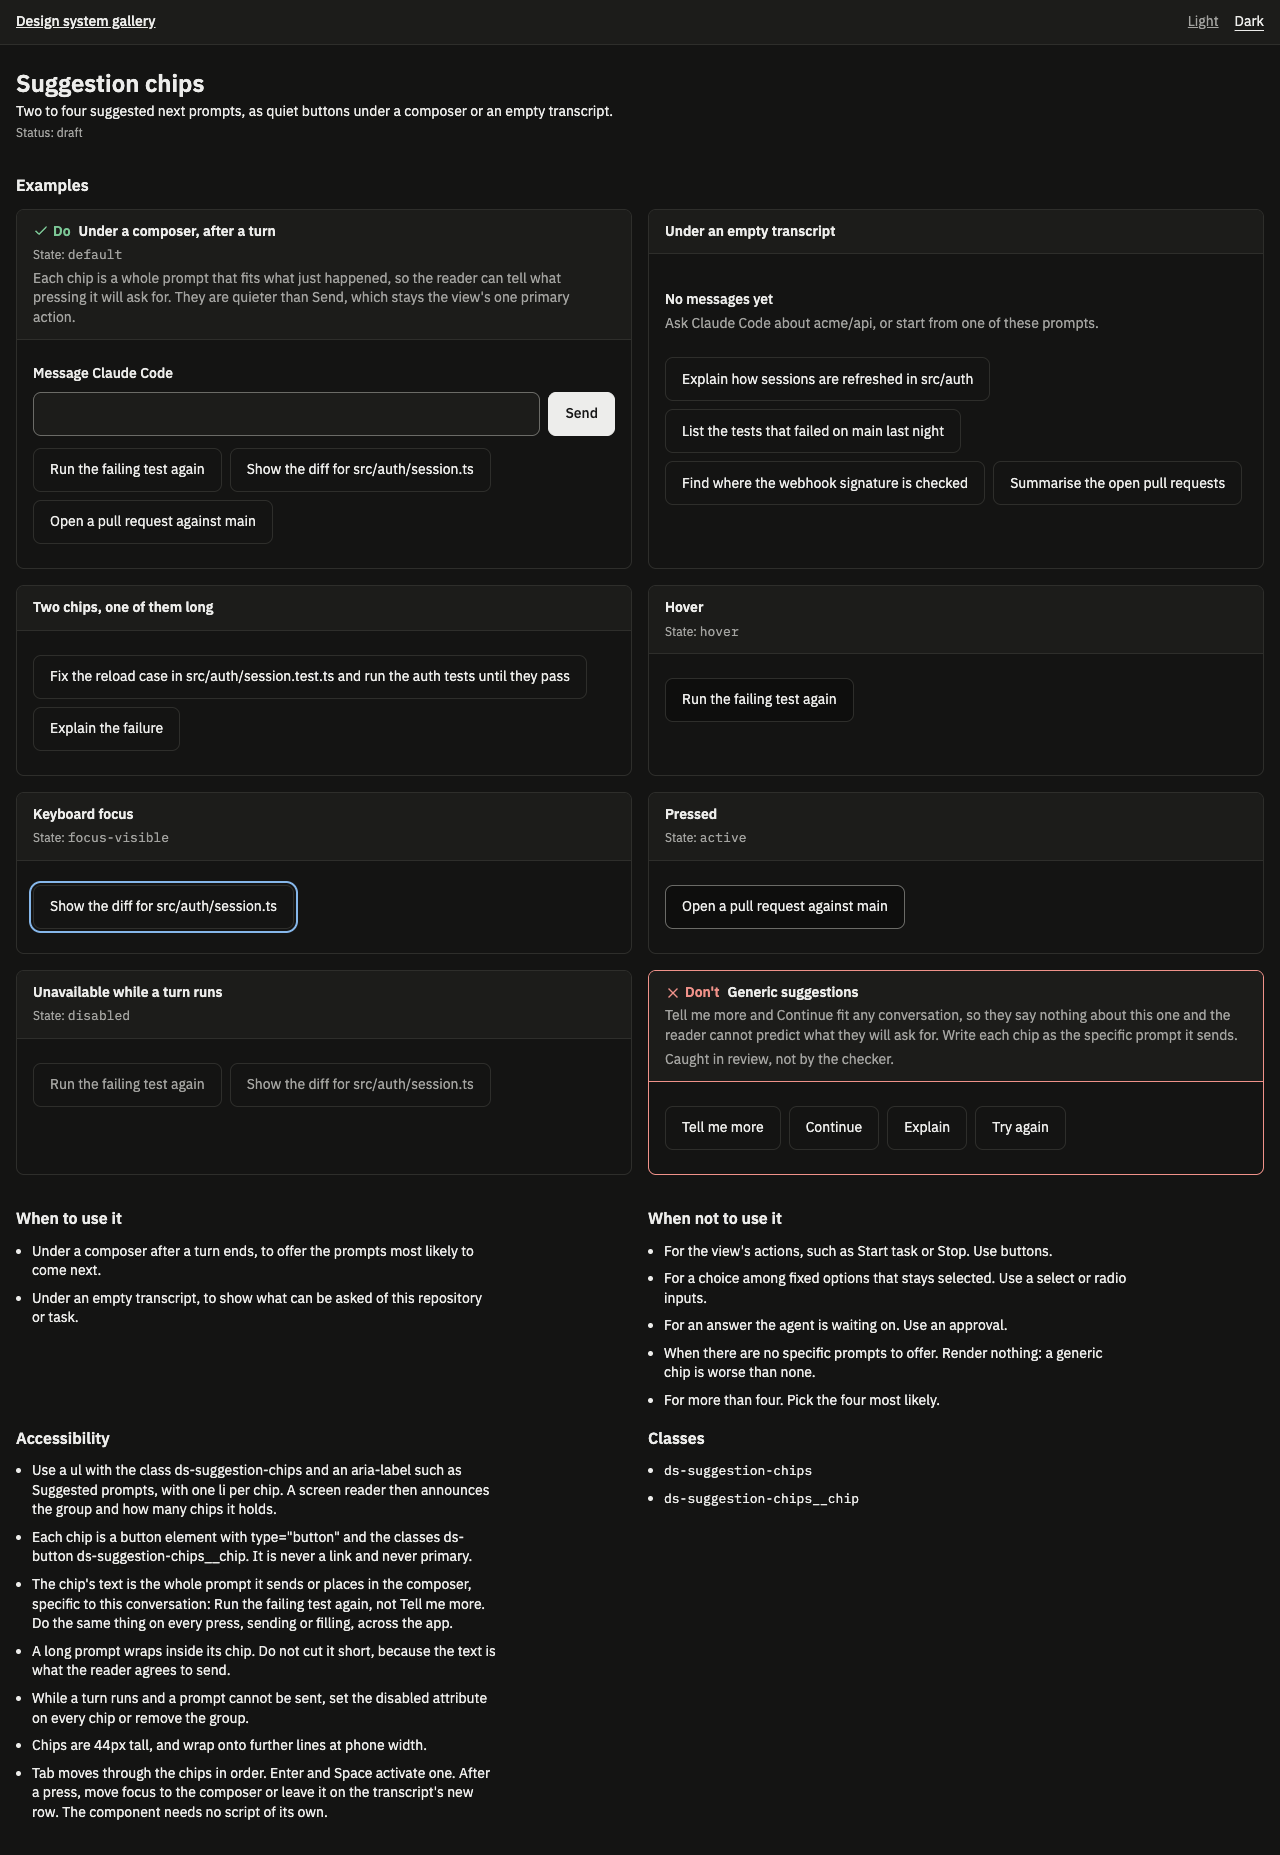 Design system gallery
Light Dark
Suggestion chips
Two to four suggested next prompts, as quiet buttons under a composer or an empty transcript.
Status: draft
Examples
Do Under a composer, after a turn
State: default
Each chip is a whole prompt that fits what just happened, so the reader can tell what
pressing it will ask for. They are quieter than Send, which stays the view's one primary
action.
Message Claude Code
Send
Run the failing test again
Show the diff for src/auth/session.ts
Open a pull request against main
Under an empty transcript
No messages yet
Ask Claude Code about acme/api, or start from one of these prompts.
Explain how sessions are refreshed in src/auth
List the tests that failed on main last night
Find where the webhook signature is checked
Summarise the open pull requests
Two chips, one of them long
Fix the reload case in src/auth/session.test.ts and run the auth tests until they pass
Explain the failure
Hover
State: hover
Run the failing test again
Keyboard focus
State: focus-visible
Show the diff for src/auth/session.ts
Pressed
State: active
Open a pull request against main
Unavailable while a turn runs
State: disabled
Run the failing test again
Show the diff for src/auth/session.ts
Don't Generic suggestions
Tell me more and Continue fit any conversation, so they say nothing about this one and the
reader cannot predict what they will ask for. Write each chip as the specific prompt it sends.
Caught in review, not by the checker.
Tell me more
Continue
Explain
Try again
When to use it
• Under a composer after a turn ends, to offer the prompts most likely to
come next.
• Under an empty transcript, to show what can be asked of this repository
or task.
When not to use it
• For the view's actions, such as Start task or Stop. Use buttons.
• For a choice among fixed options that stays selected. Use a select or radio
inputs.
• For an answer the agent is waiting on. Use an approval.
• When there are no specific prompts to offer. Render nothing: a generic
chip is worse than none.
• For more than four. Pick the four most likely.
Accessibility
• Use a ul with the class ds-suggestion-chips and an aria-label such as
Suggested prompts, with one li per chip. A screen reader then announces
the group and how many chips it holds.
• Each chip is a button element with type="button" and the classes ds-
button ds-suggestion-chips__chip. It is never a link and never primary.
• The chip's text is the whole prompt it sends or places in the composer,
specific to this conversation: Run the failing test again, not Tell me more.
Do the same thing on every press, sending or filling, across the app.
• A long prompt wraps inside its chip. Do not cut it short, because the text is
what the reader agrees to send.
• While a turn runs and a prompt cannot be sent, set the disabled attribute
on every chip or remove the group.
• Chips are 44px tall, and wrap onto further lines at phone width.
• Tab moves through the chips in order. Enter and Space activate one. After
a press, move focus to the composer or leave it on the transcript's new
row. The component needs no script of its own.
Classes
• ds-suggestion-chips
• ds-suggestion-chips__chip